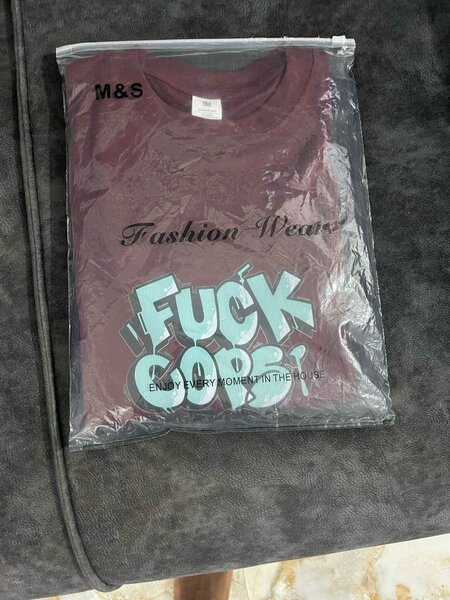 M&S
Fashion Wear
"FUCK
COPS!
ENJOY EVERY MOMENT IN THE HOUSE